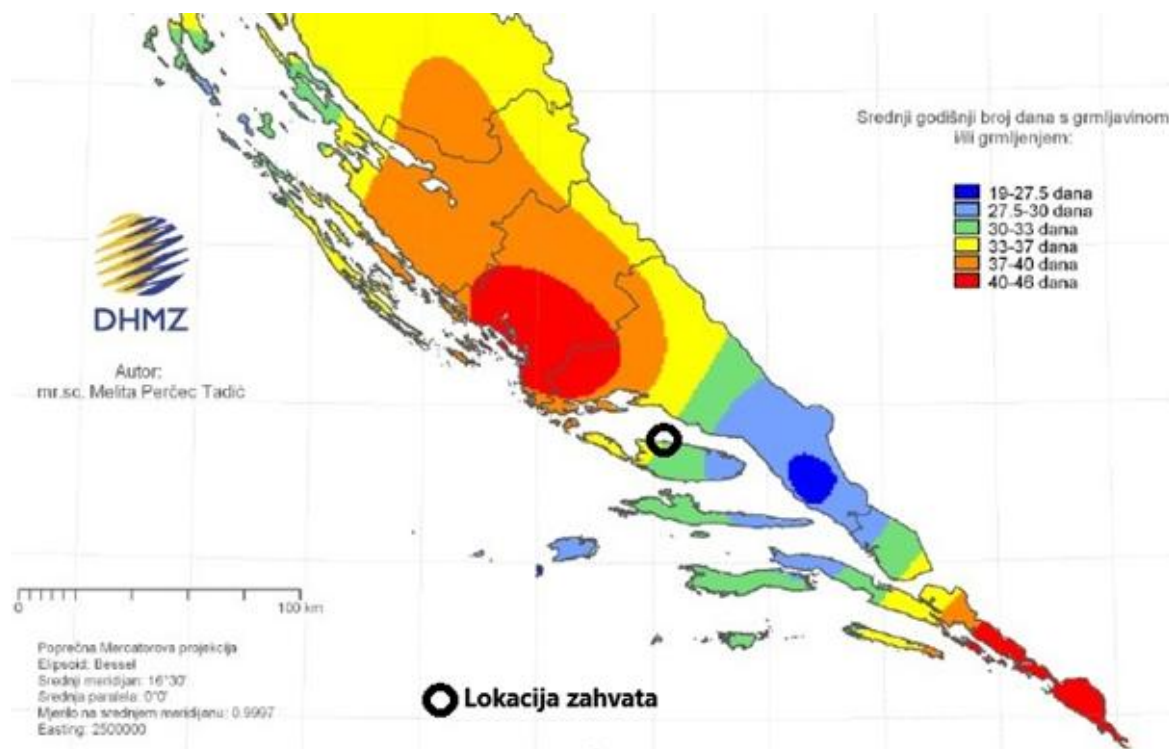 Srednji godišnji broj dana s grmljavinom
i/ili grmljenjem:
19-27.5 dana
27.5-30 dana
30-33 dana
33-37 dana
37-40 dana
40-46 dana
DHMZ
Autor:
mr.sc. Melita Perčec Tadić
0 100 km
Poprečna Mercatorova projekcija
Elipsoid: Bessel
Srednji meridijan: 16°30'
Srednja paralela: 0°0'
Mjerilo na srednjem meridijanu: 0.9997
Easting: 2500000
Lokacija zahvata